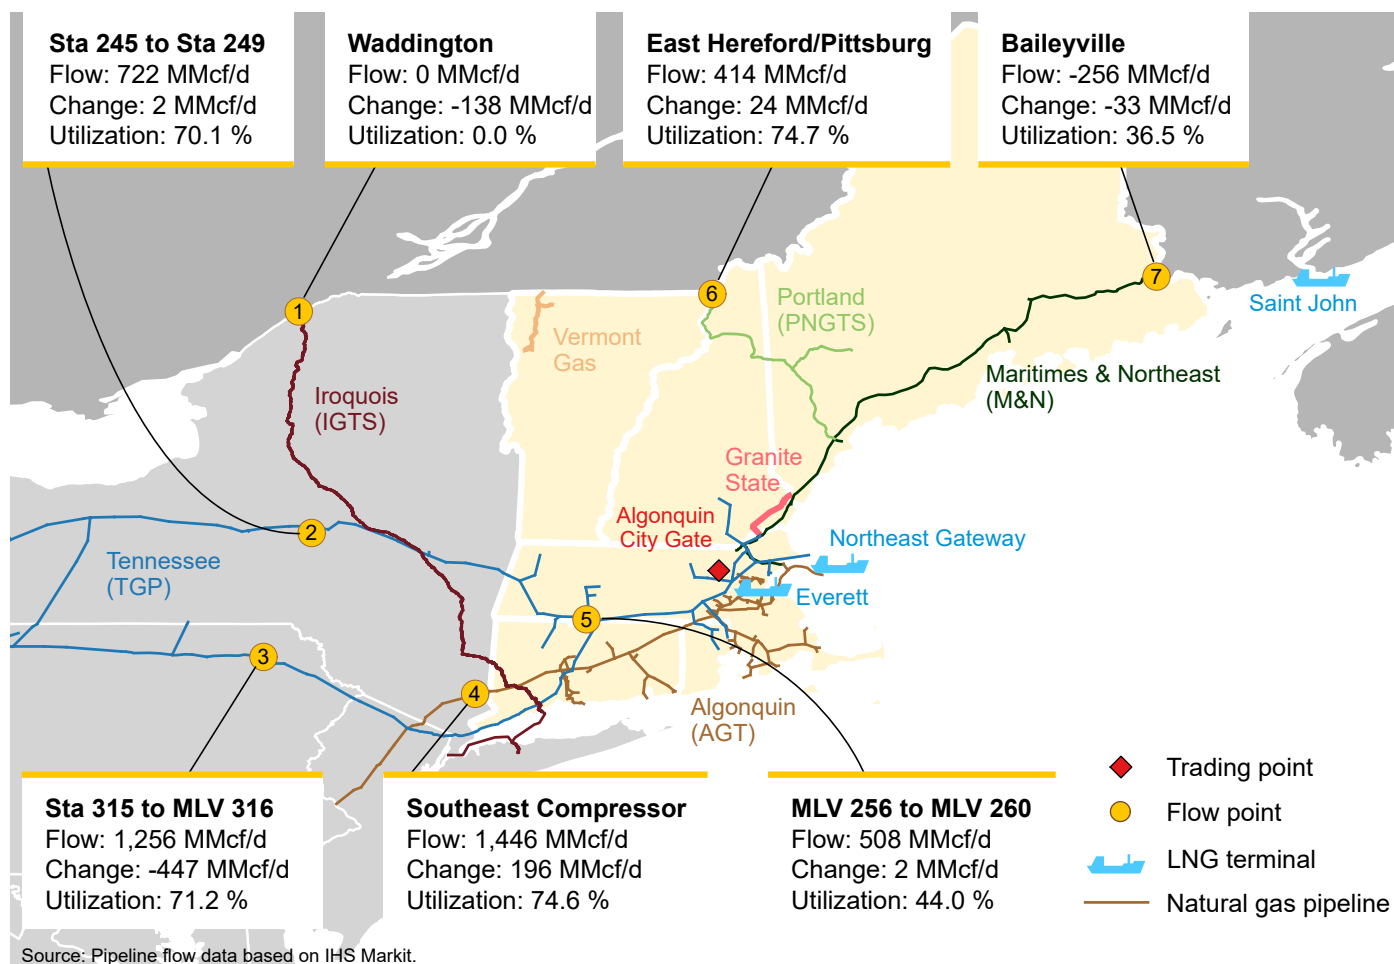 Sta 245 to Sta 249
Flow: 722 MMcf/d
Change: 2 MMcf/d
Utilization: 70.1 %
Waddington
Flow: 0 MMcf/d
Change: -138 MMcf/d
Utilization: 0.0 %
East Hereford/Pittsburg
Flow: 414 MMcf/d
Change: 24 MMcf/d
Utilization: 74.7 %
Baileyville
Flow: -256 MMcf/d
Change: -33 MMcf/d
Utilization: 36.5 %
1
6
7
Saint John
Vermont
Gas
Portland
(PNGTS)
Maritimes & Northeast
(M&N)
Iroquois
(IGTS)
Granite
State
2
Algonquin
City Gate
Northeast Gateway
Tennessee
(TGP)
Everett
5
3
4
Algonquin
(AGT)
Sta 315 to MLV 316
Flow: 1,256 MMcf/d
Change: -447 MMcf/d
Utilization: 71.2 %
Southeast Compressor
Flow: 1,446 MMcf/d
Change: 196 MMcf/d
Utilization: 74.6 %
MLV 256 to MLV 260
Flow: 508 MMcf/d
Change: 2 MMcf/d
Utilization: 44.0 %
Trading point
Flow point
LNG terminal
Natural gas pipeline
Source: Pipeline flow data based on IHS Markit.